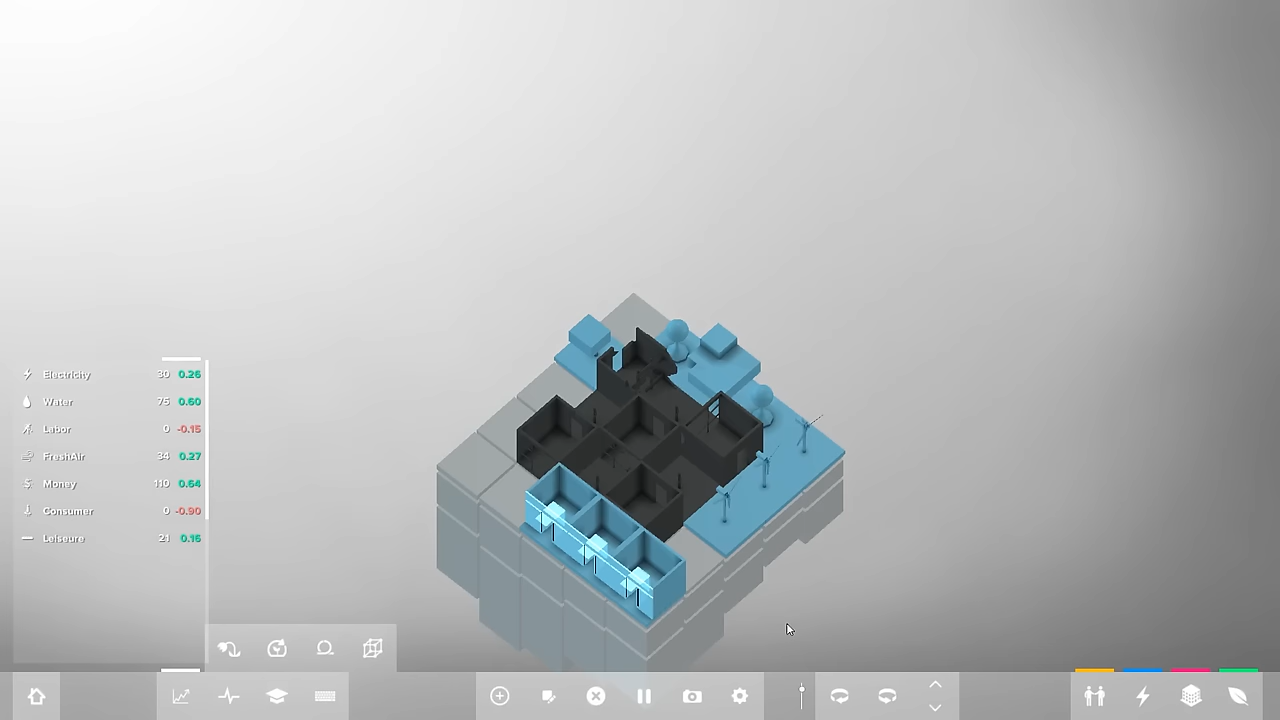 Electricity 30 0.26
Water 75 0.60
Labor 0 -0.15
FreshAir 34 0.27
Money 110 0.64
Consumer 0 -0.90
Leiseure 21 0.16